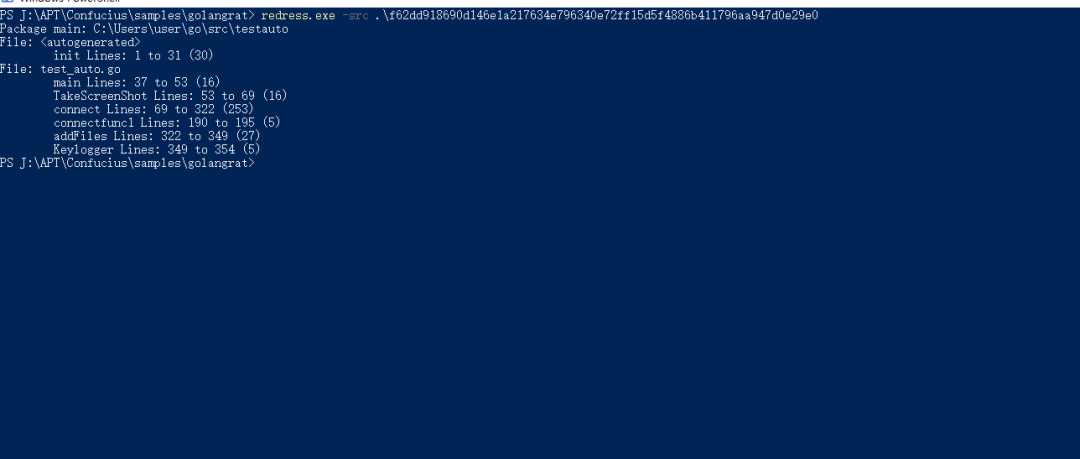 Windows PowerShell
PS J:\APT\Confucius\samples\golangrat> redress.exe -src .\f62dd918690d146e1a217634e796340e72ff15d5f4886b411796aa947d0e29e0
Package main: C:\Users\user\go\src\testauto
File: <autogenerated>
init Lines: 1 to 31 (30)
File: test_auto.go
main Lines: 37 to 53 (16)
TakeScreenShot Lines: 53 to 69 (16)
connect Lines: 69 to 322 (253)
connectfunc1 Lines: 190 to 195 (5)
addFiles Lines: 322 to 349 (27)
Keylogger Lines: 349 to 354 (5)
PS J:\APT\Confucius\samples\golangrat>